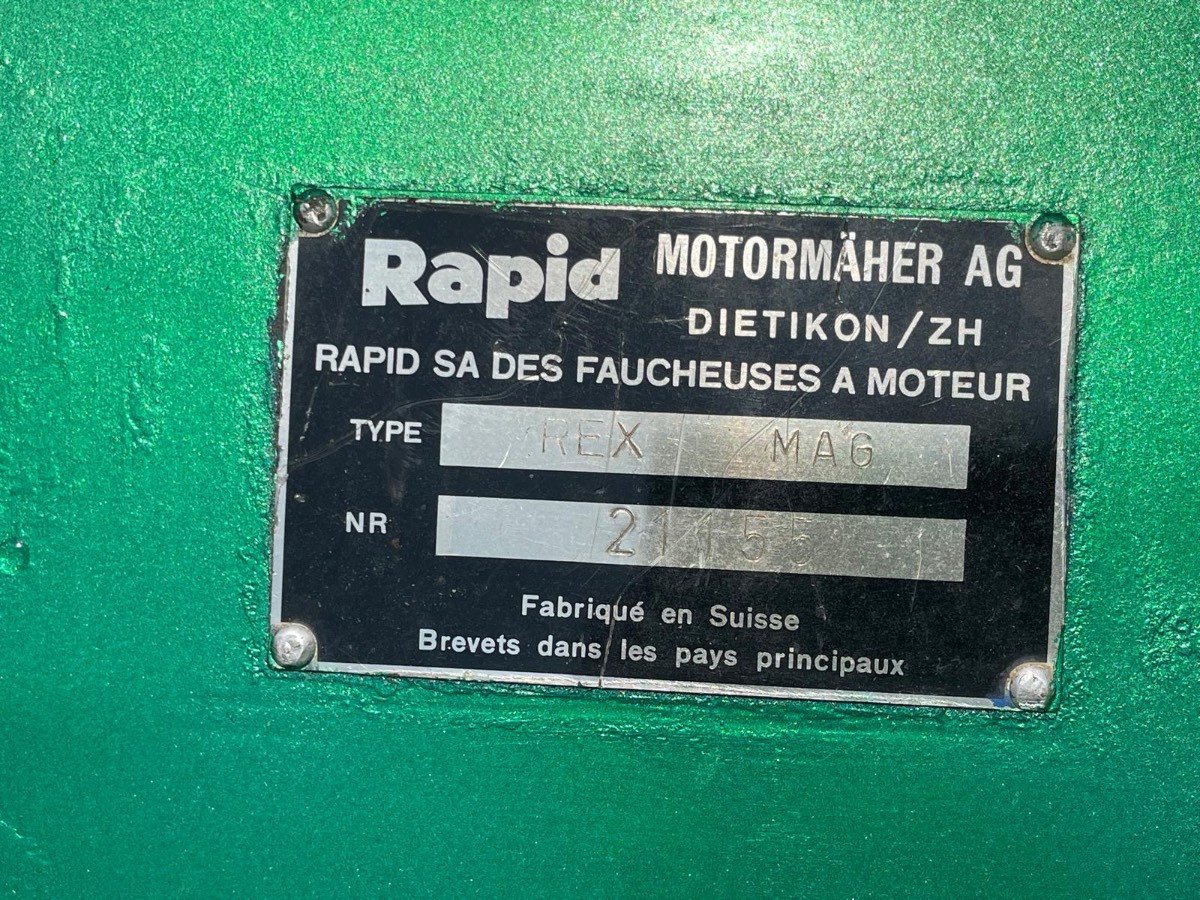 Rapid MOTORMÄHER AG
DIETIKON/ZH
RAPID SA DES FAUCHEUSES A MOTEUR
TYPE REX MAG
NR 21155
Fabriqué en Suisse
Brevets dans les pays principaux